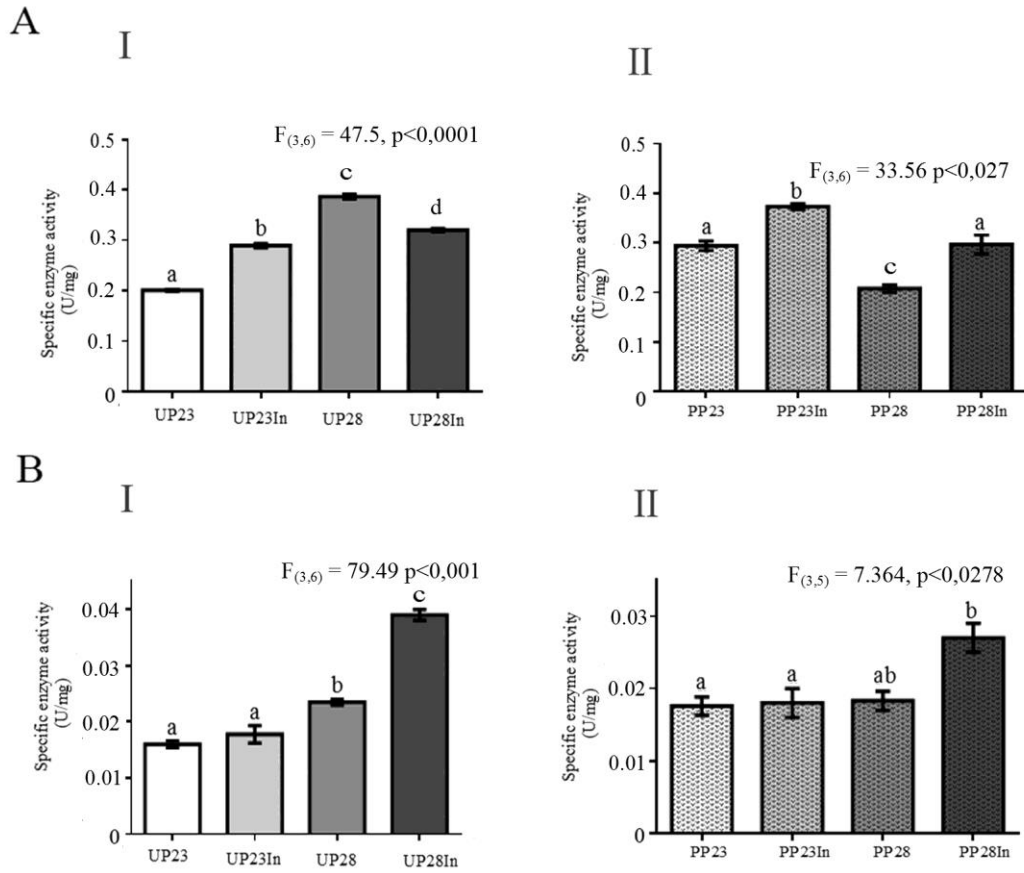 A
I
II
F(3,6) = 47.5, p<0,0001
F(3,6) = 33.56 p<0,027
Specific enzyme activity
(U/mg)
0.5
0.4
0.3
0.2
0.1
0
a
b
c
d
UP23
UP23In
UP28
UP28In
Specific enzyme activity
(U/mg)
0.5
0.4
0.3
0.2
0.1
0
a
b
c
a
PP23
PP23In
PP28
PP28In
B
I
II
F(3,6) = 79.49 p<0,001
F(3,5) = 7.364, p<0,0278
Specific enzyme activity
(U/mg)
0.04
0.03
0.02
0.01
0
a
a
b
c
UP23
UP23In
UP28
UP28In
Specific enzyme activity
(U/mg)
0.03
0.02
0.01
0
a
a
ab
b
PP23
PP23In
PP28
PP28In